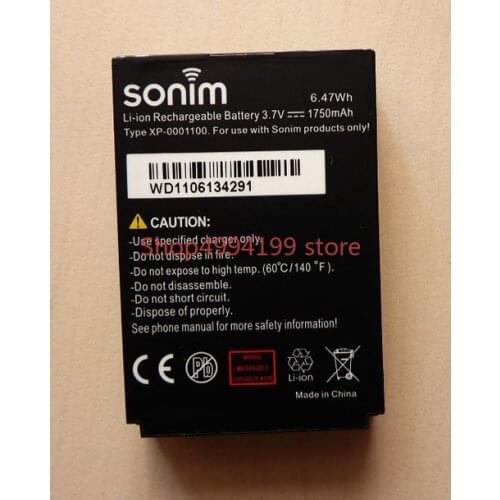 sonim
6.47Wh
Li-ion Rechargeable Battery 3.7V 1750mAh
Type XP-0001100. For use with Sonim products only!
WD1106134291
CAUTION:
-Use specified charger only.
Shop4994199 store
-Do not dispose in fire.
-Do not expose to high temp. (60°C/140 °F)
-Do not disassemble.
-Do not short circuit.
-Dispose of properly.
See phone manual for more safety instructions!
CE Pb Li-ion
Made in China